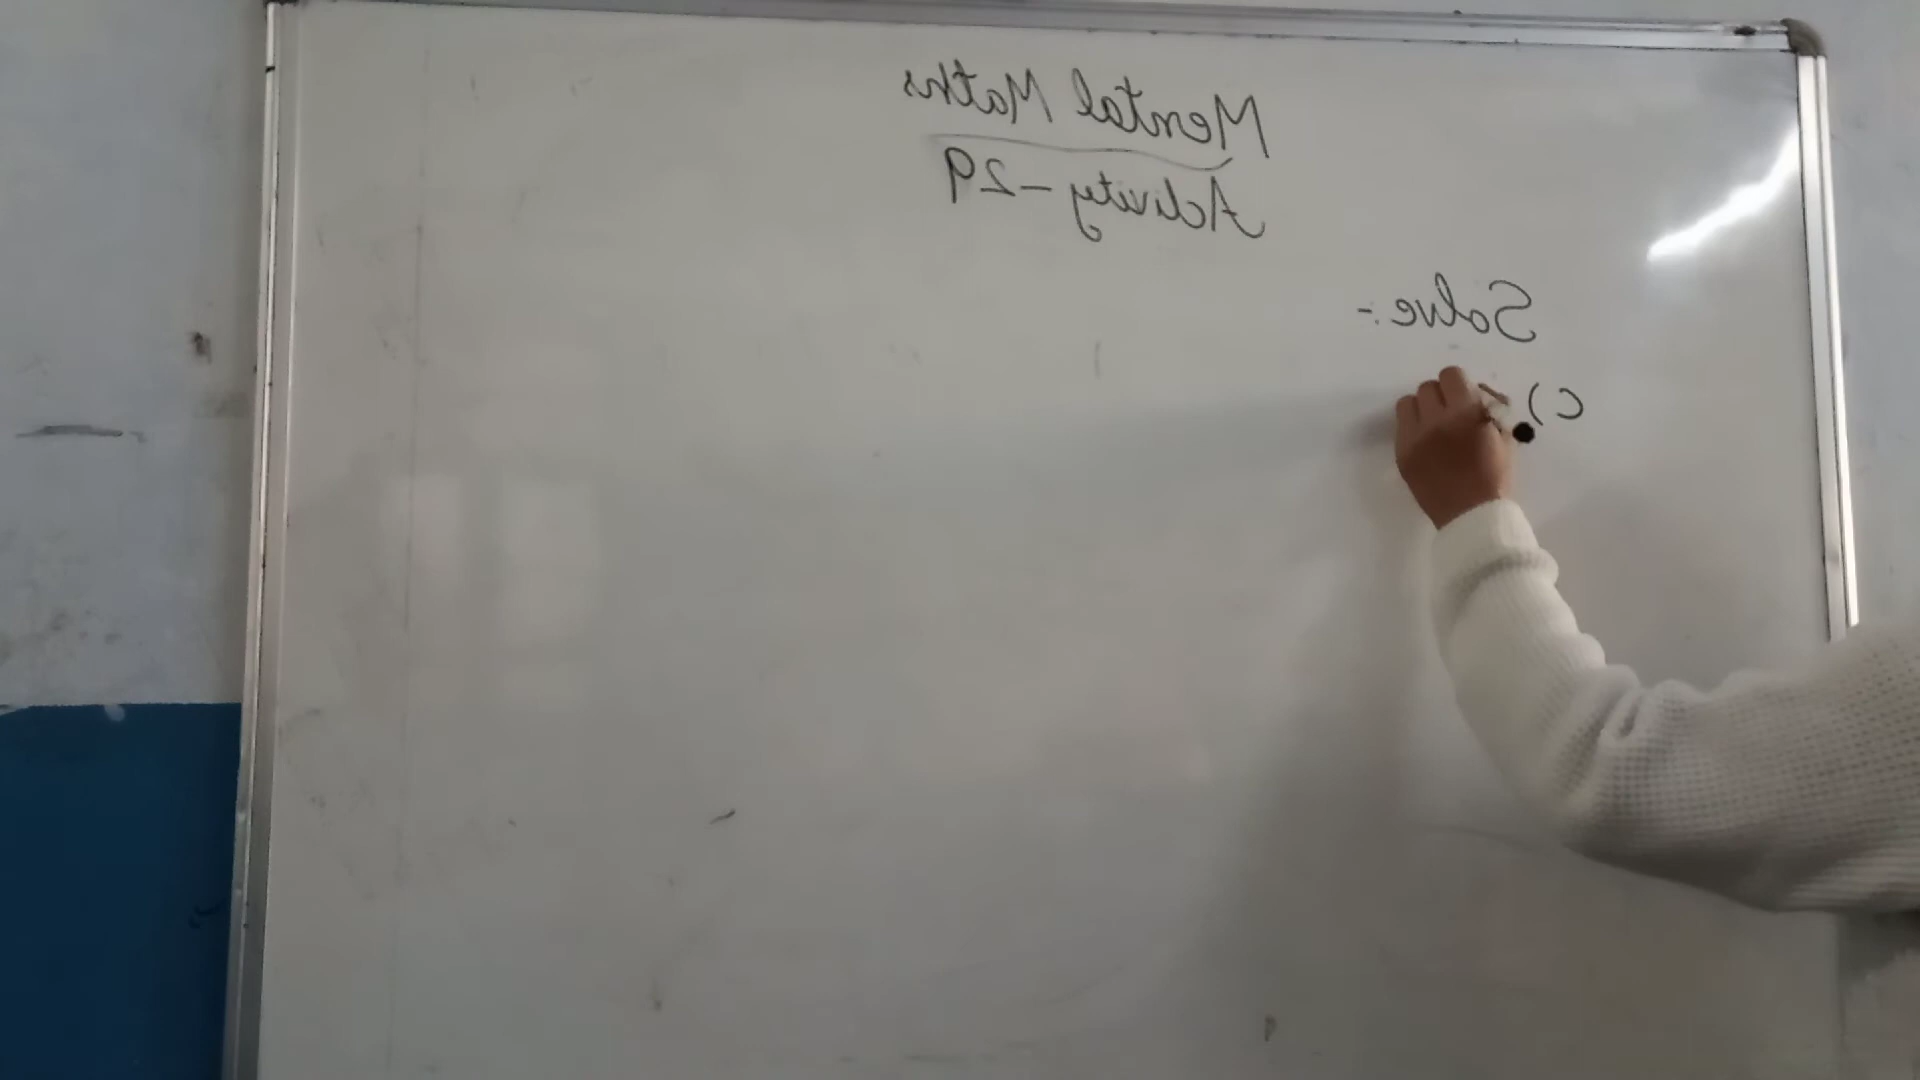 Mental Maths
Activity-29
Solve:-
c)